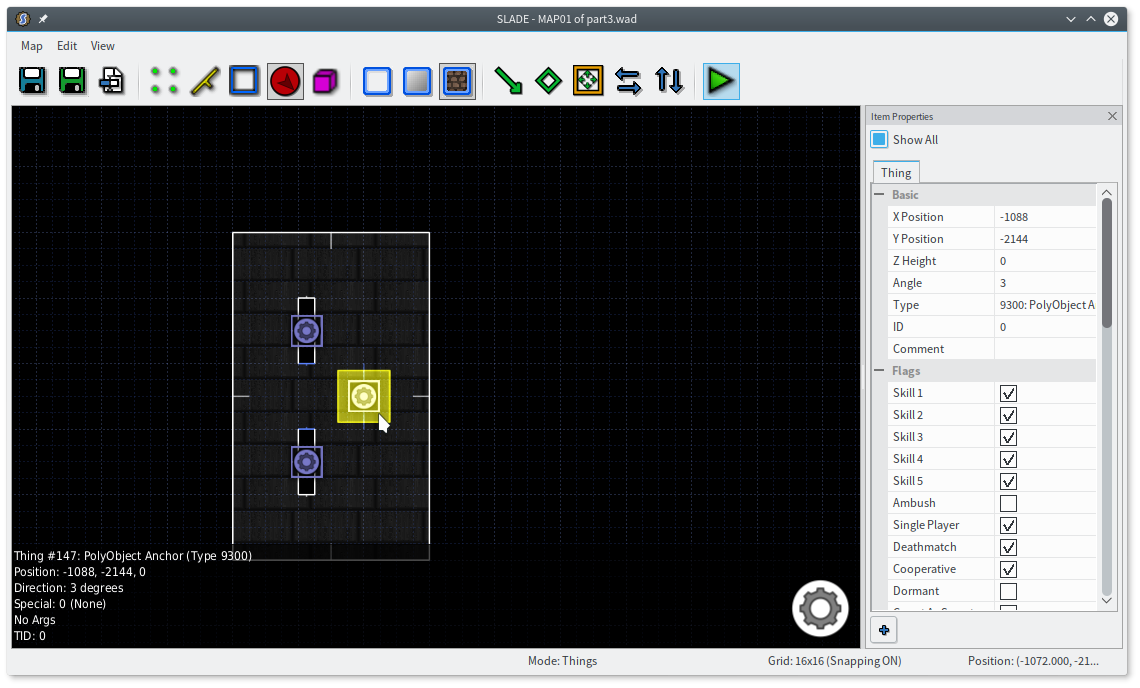 SLADE - MAP01 of part3.wad
Map Edit View
Item Properties
Show All
Thing
Basic
X Position -1088
Y Position -2144
Z Height 0
Angle 3
Type 9300: PolyObject A
ID 0
Comment
Flags
Skill 1
Skill 2
Skill 3
Skill 4
Skill 5
Ambush
Single Player
Deathmatch
Cooperative
Dormant
Thing #147: PolyObject Anchor (Type 9300)
Position: -1088, -2144, 0
Direction: 3 degrees
Special: 0 (None)
No Args
TID: 0
Mode: Things Grid: 16x16 (Snapping ON) Position: (-1072.000, -21...